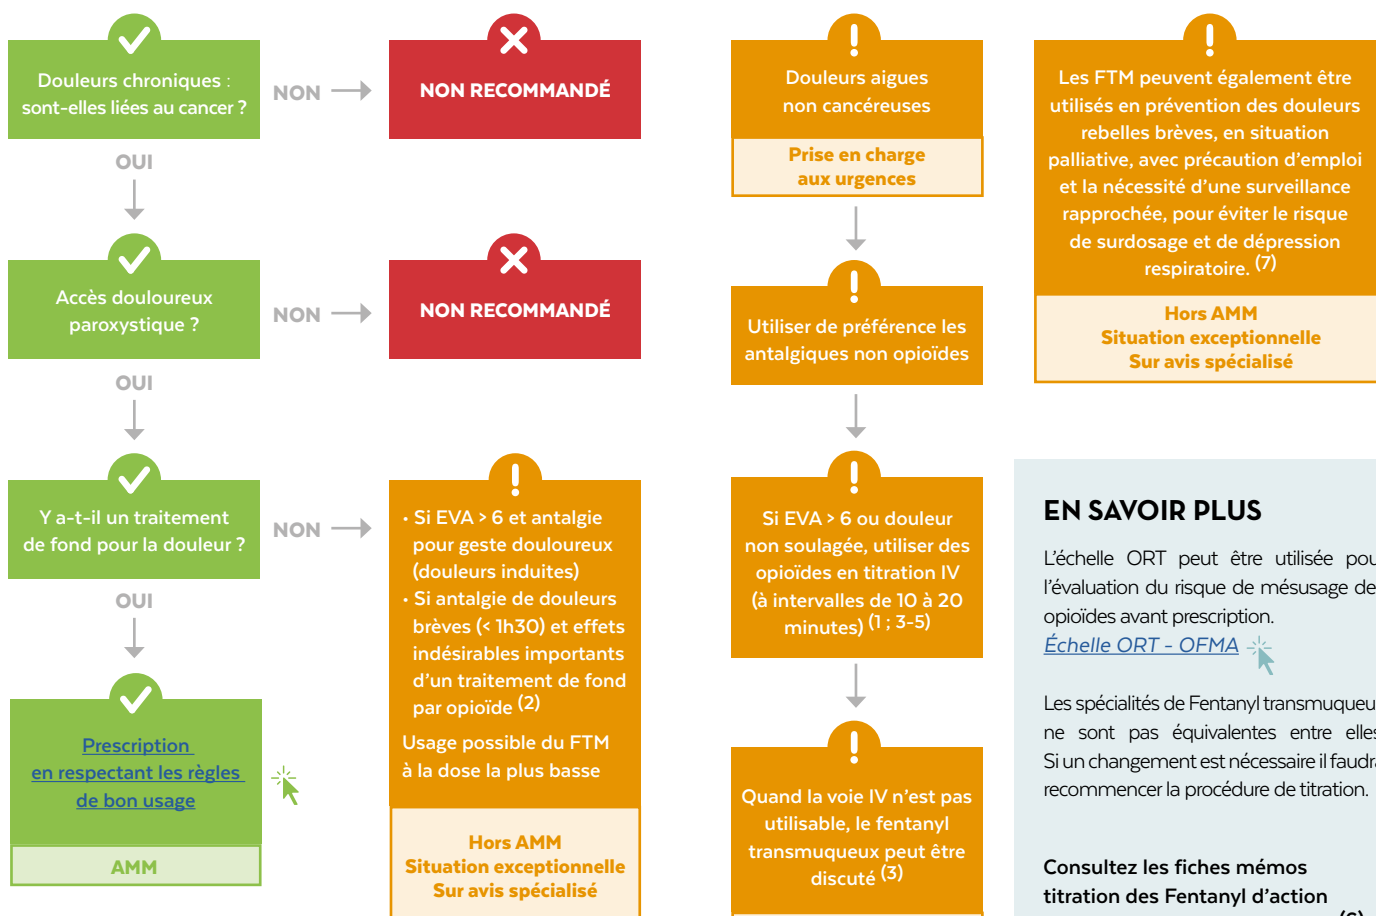 Douleurs chroniques :
sont-elles liées au cancer ?
NON
NON RECOMMANDÉ
OUI
Accès douloureux
paroxystique ?
NON
NON RECOMMANDÉ
OUI
Y a-t-il un traitement
de fond pour la douleur ?
NON
• Si EVA > 6 et antalgie
pour geste douloureux
(douleurs induites)
• Si antalgie de douleurs
brèves (< 1h30) et effets
indésirables importants
d'un traitement de fond
par opioïde (2)
Usage possible du FTM
à la dose la plus basse
Hors AMM
Situation exceptionnelle
Sur avis spécialisé
OUI
Prescription
en respectant les règles
de bon usage
AMM
Douleurs aigues
non cancéreuses
Prise en charge
aux urgences
Utiliser de préférence les
antalgiques non opioïdes
Si EVA > 6 ou douleur
non soulagée, utiliser des
opioïdes en titration IV
(à intervalles de 10 à 20
minutes) (1 ; 3-5)
Quand la voie IV n'est pas
utilisable, le fentanyl
transmuqueux peut être
discuté (3)
Les FTM peuvent également être
utilisés en prévention des douleurs
rebelles brèves, en situation
palliative, avec précaution d'emploi
et la nécessité d'une surveillance
rapprochée, pour éviter le risque
de surdosage et de dépression
respiratoire. (7)
Hors AMM
Situation exceptionnelle
Sur avis spécialisé
EN SAVOIR PLUS
L'échelle ORT peut être utilisée pou
l'évaluation du risque de mésusage de
opioïdes avant prescription.
Échelle ORT - OFMA
Les spécialités de Fentanyl transmuqueu
ne sont pas équivalentes entre elles
Si un changement est nécessaire il faudra
recommencer la procédure de titration.
Consultez les fiches mémos
titration des Fentanyl d'action